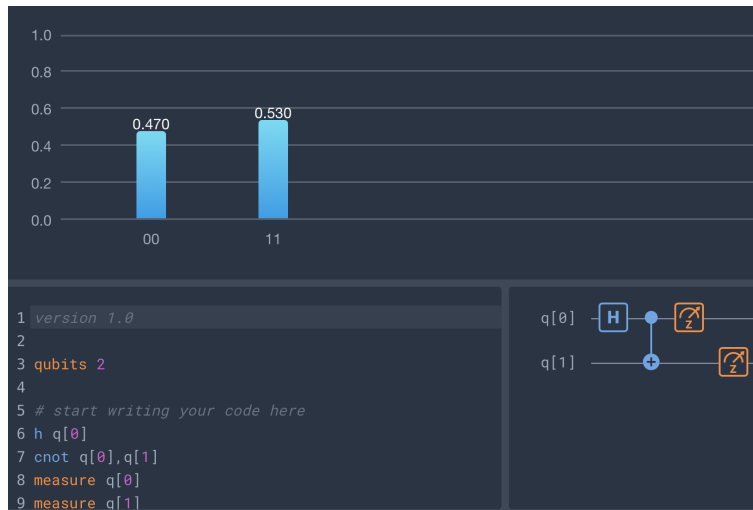 1.0
0.8
0.6
0.4
0.2
0.0
0.470
0.530
00
11
1 version 1.0
2
3 qubits 2
4
5 # start writing your code here
6 h q[0]
7 cnot q[0],q[1]
8 measure q[0]
9 measure q[1]
q[0] H z
q[1] + z